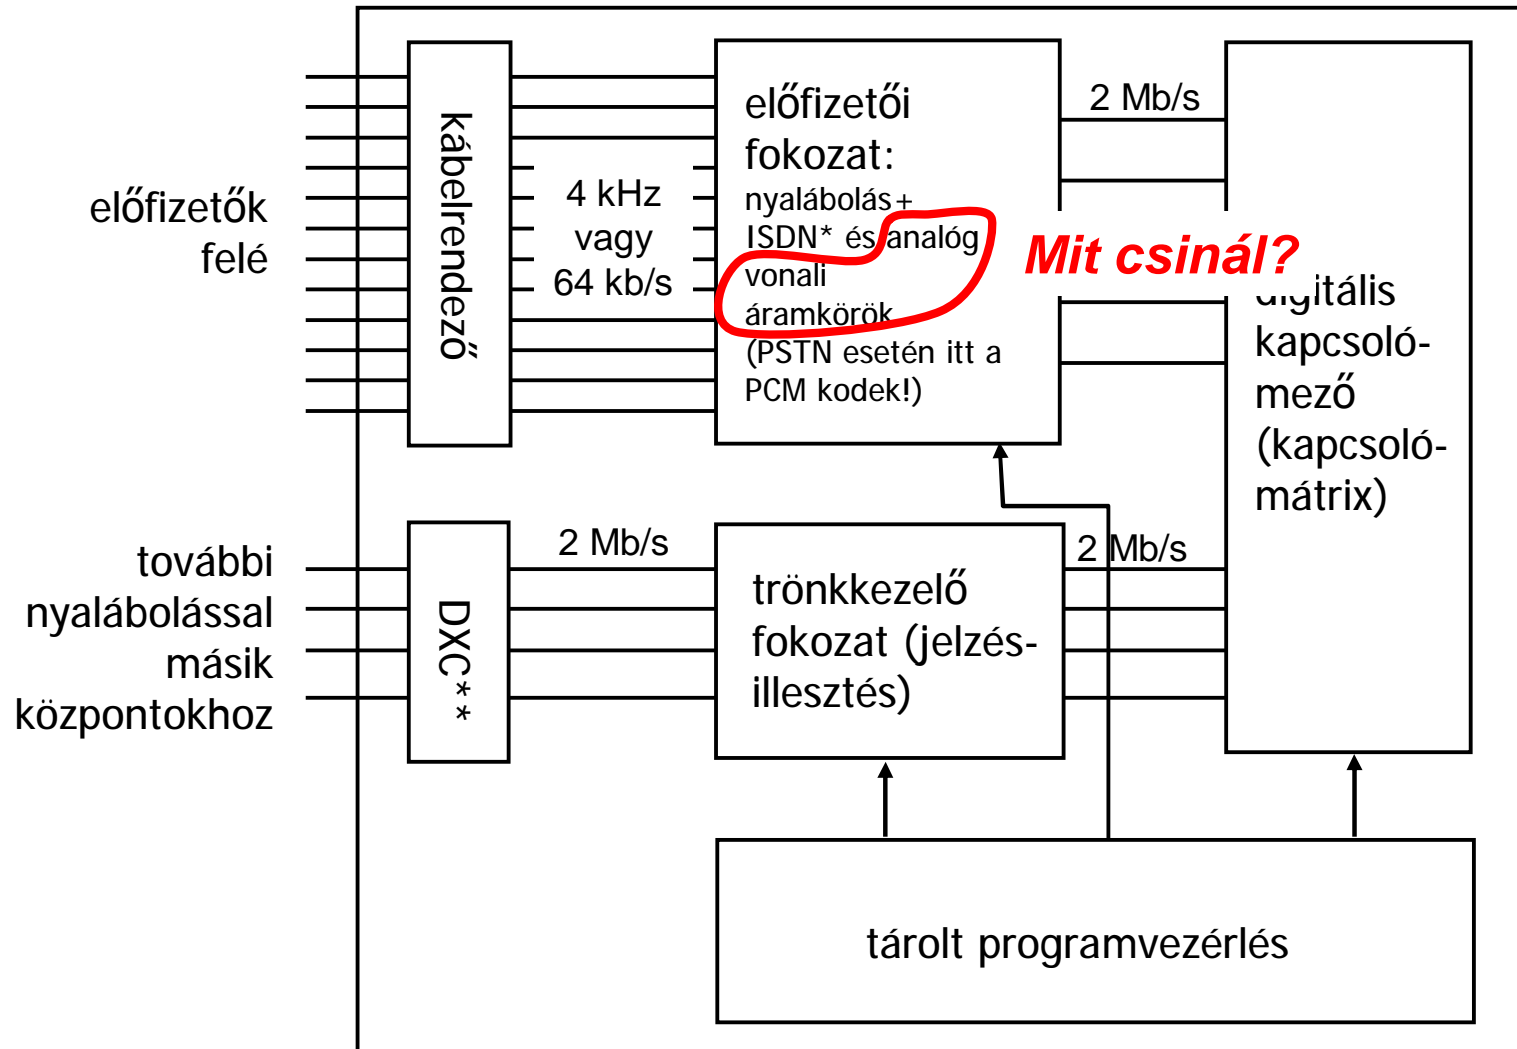 előfizetők
felé
kábelrendező
4 kHz
vagy
64 kb/s
előfizetői
fokozat:
nyalábolás+
ISDN* és analóg
vonali
áramkörök
(PSTN esetén itt a
PCM kodek!)
2 Mb/s
Mit csinál?
digitális
kapcsoló-
mező
(kapcsoló-
mátrix)
további
nyalábolással
másik
központokhoz
DXC**
2 Mb/s
trönkkezelő
fokozat (jelzés-
illesztés)
2 Mb/s
tárolt programvezérlés